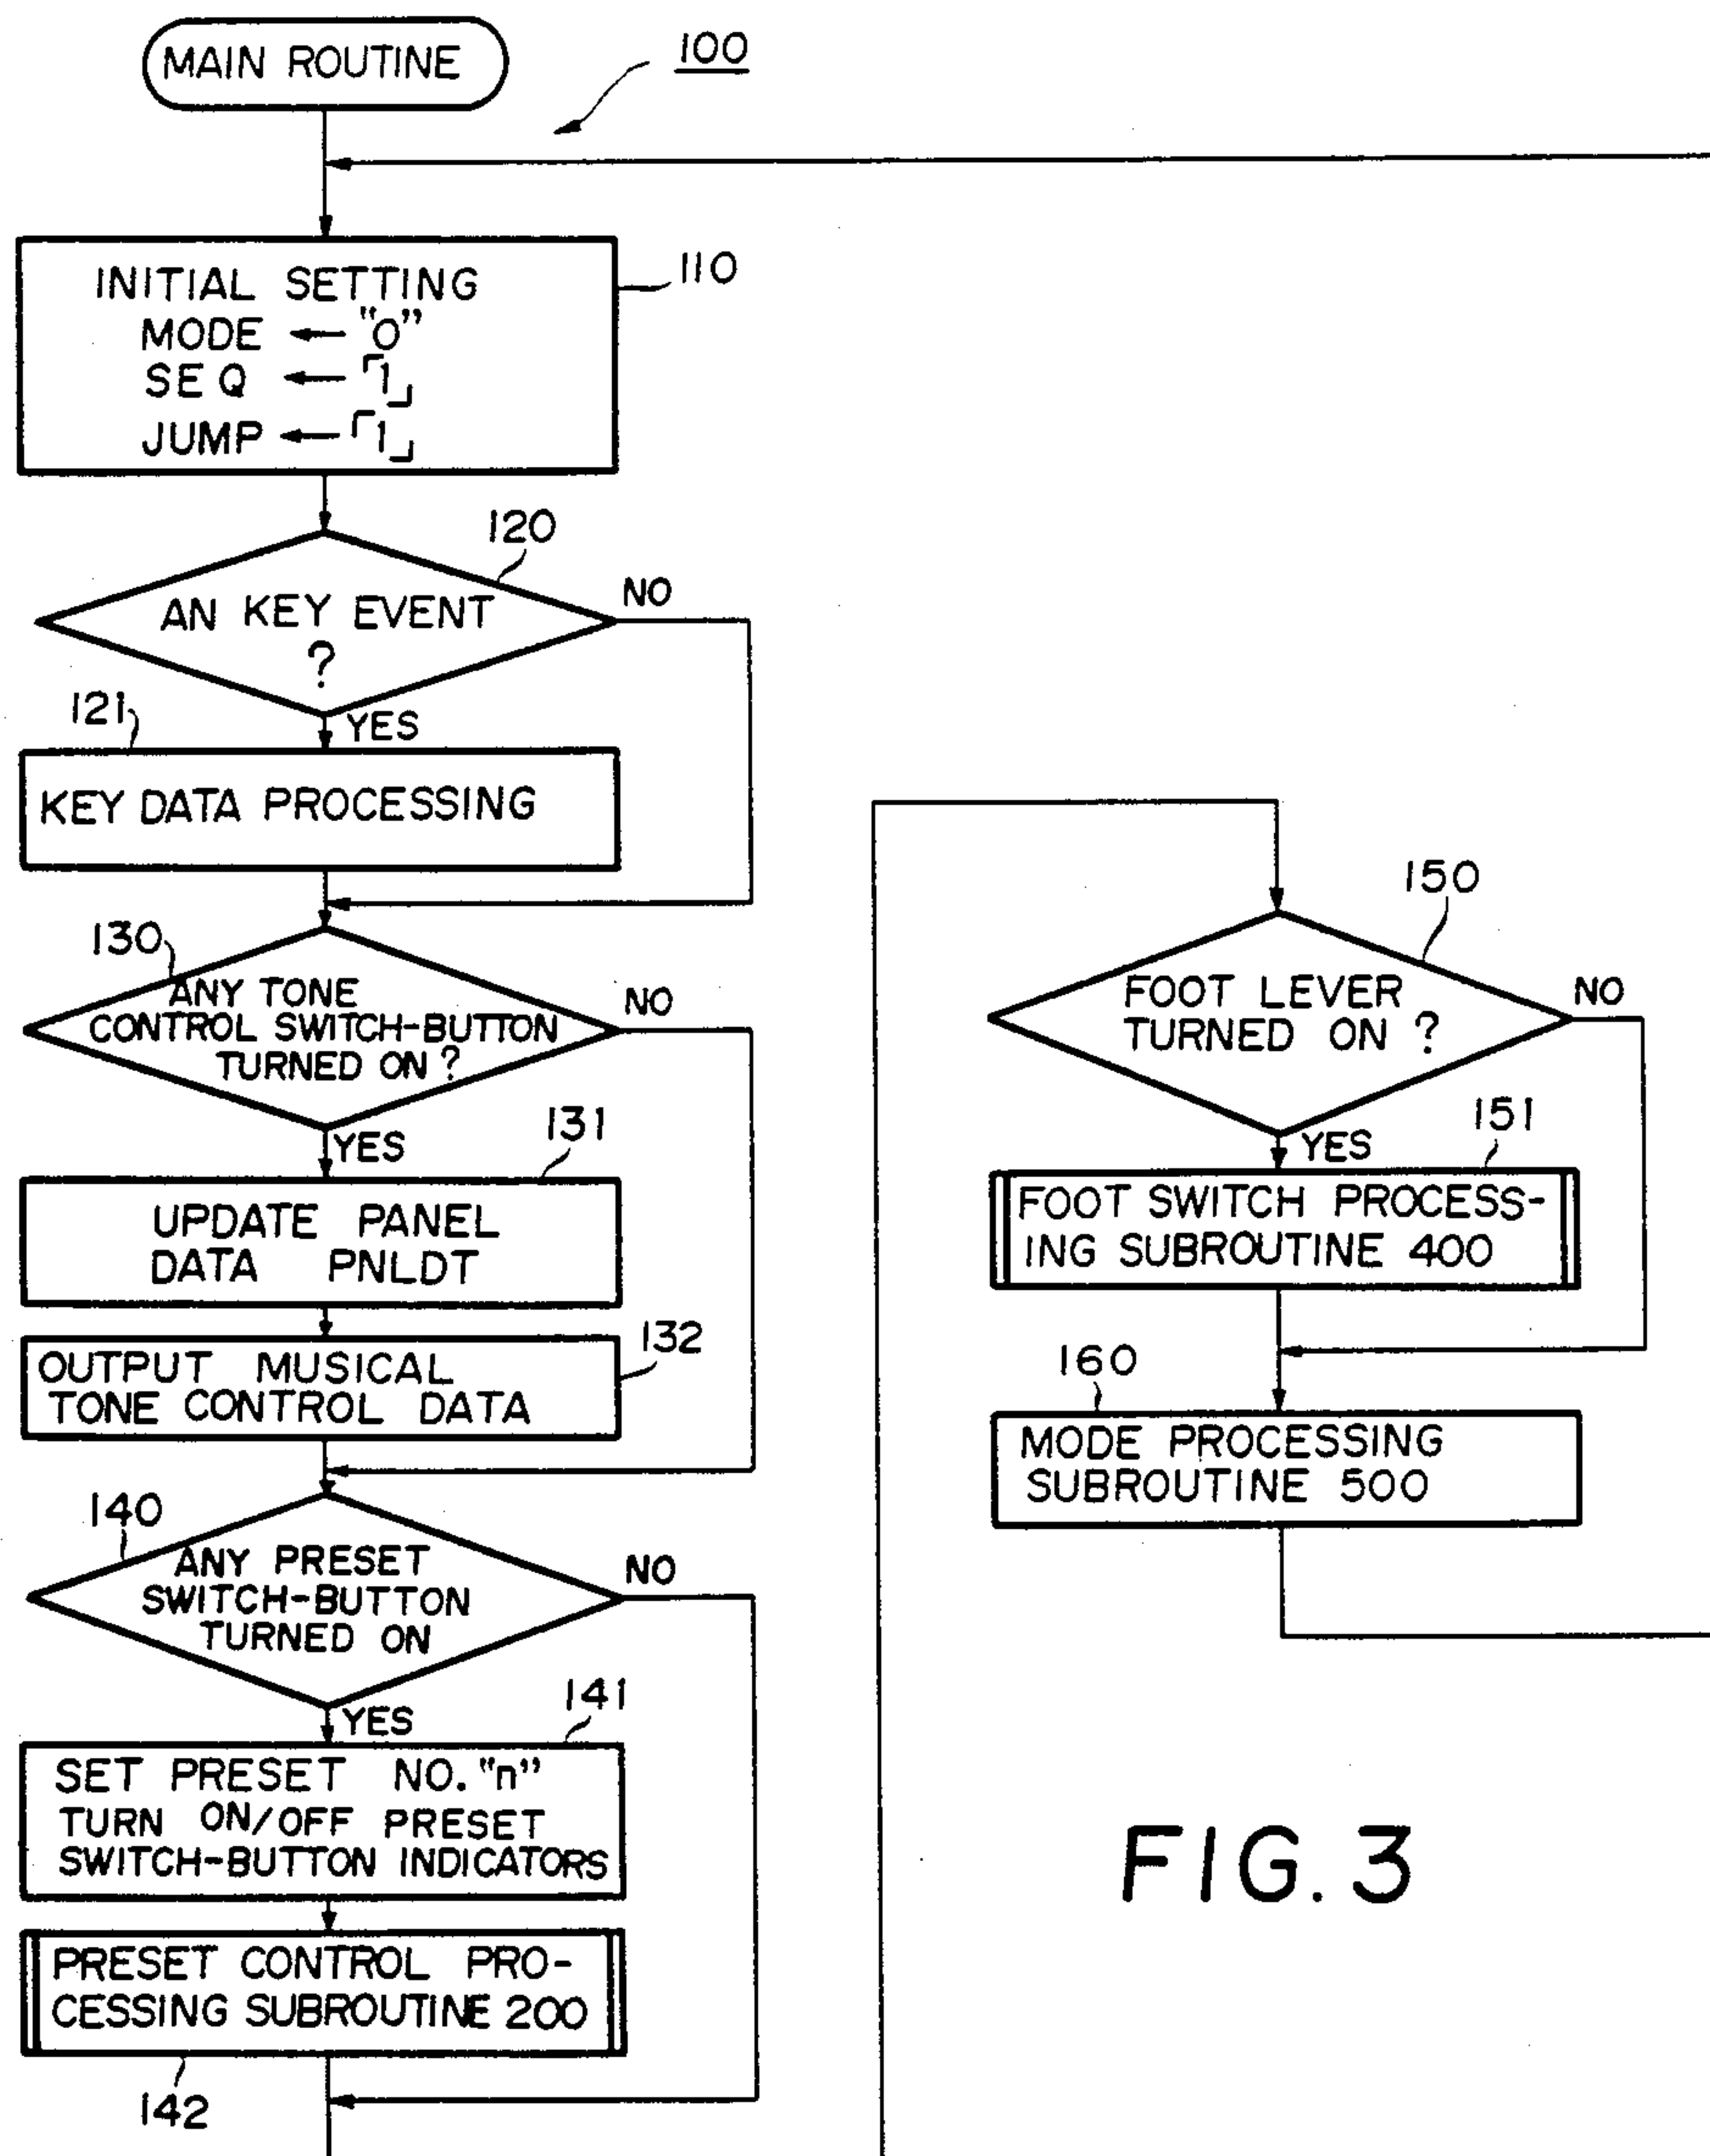 MAIN ROUTINE
100
INITIAL SETTING
MODE ← "0"
SEQ ← 「1」
JUMP ← 「1」
110
120
AN KEY EVENT
?
NO
YES
121
KEY DATA PROCESSING
130
ANY TONE
CONTROL SWITCH-BUTTON
TURNED ON?
NO
YES
131
UPDATE PANEL
DATA PNLDT
132
OUTPUT MUSICAL
TONE CONTROL DATA
140
ANY PRESET
SWITCH-BUTTON
TURNED ON
NO
YES
141
SET PRESET NO. "n"
TURN ON/OFF PRESET
SWITCH-BUTTON INDICATORS
PRESET CONTROL PRO-
CESSING SUBROUTINE 200
142
150
FOOT LEVER
TURNED ON ?
NO
YES
151
FOOT SWITCH PROCESS-
ING SUBROUTINE 400
160
MODE PROCESSING
SUBROUTINE 500
FIG. 3